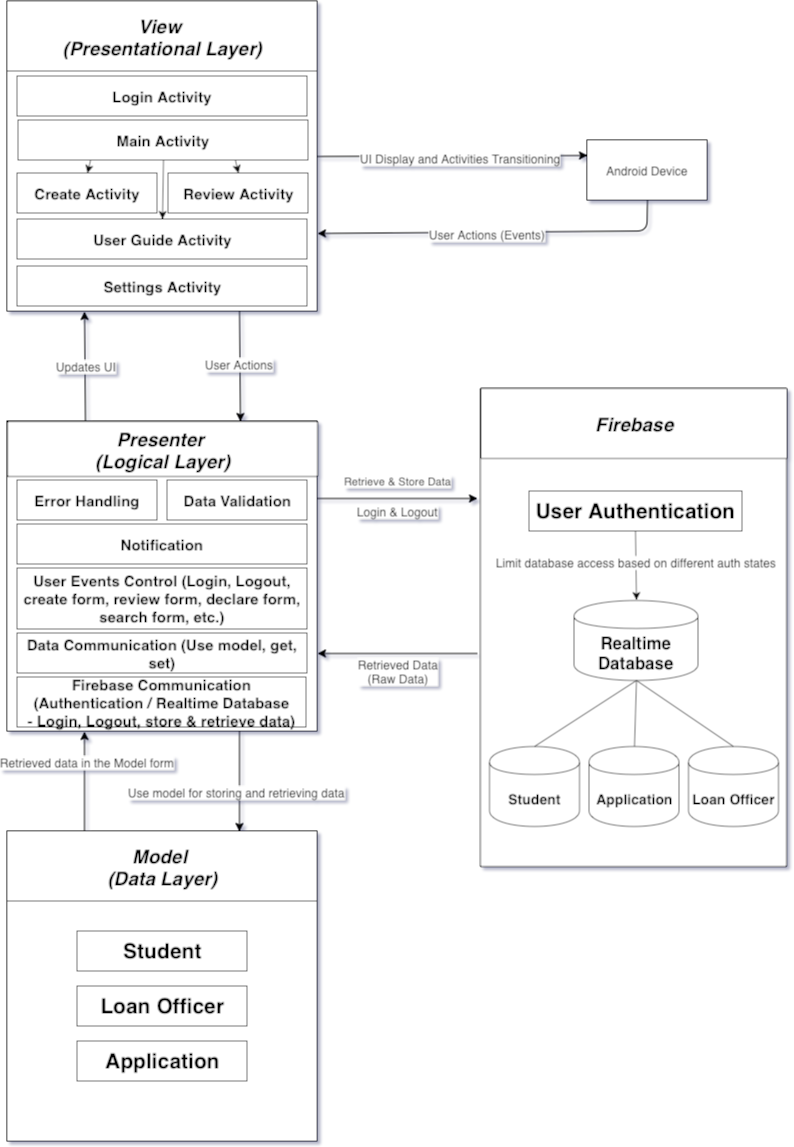 View
(Presentational Layer)
Login Activity
Main Activity
Create Activity
Review Activity
User Guide Activity
Settings Activity
UI Display and Activities Transitioning
Android Device
User Actions (Events)
Updates UI
User Actions
Presenter
(Logical Layer)
Error Handling
Data Validation
Notification
User Events Control (Login, Logout,
create form, review form, declare form,
search form, etc.)
Data Communication (Use model, get,
set)
Firebase Communication
(Authentication / Realtime Database
- Login, Logout, store & retrieve data)
Retrieve & Store Data
Login & Logout
Retrieved Data
(Raw Data)
Firebase
User Authentication
Limit database access based on different auth states
Realtime
Database
Student
Application
Loan Officer
Retrieved data in the Model form
Use model for storing and retrieving data
Model
(Data Layer)
Student
Loan Officer
Application